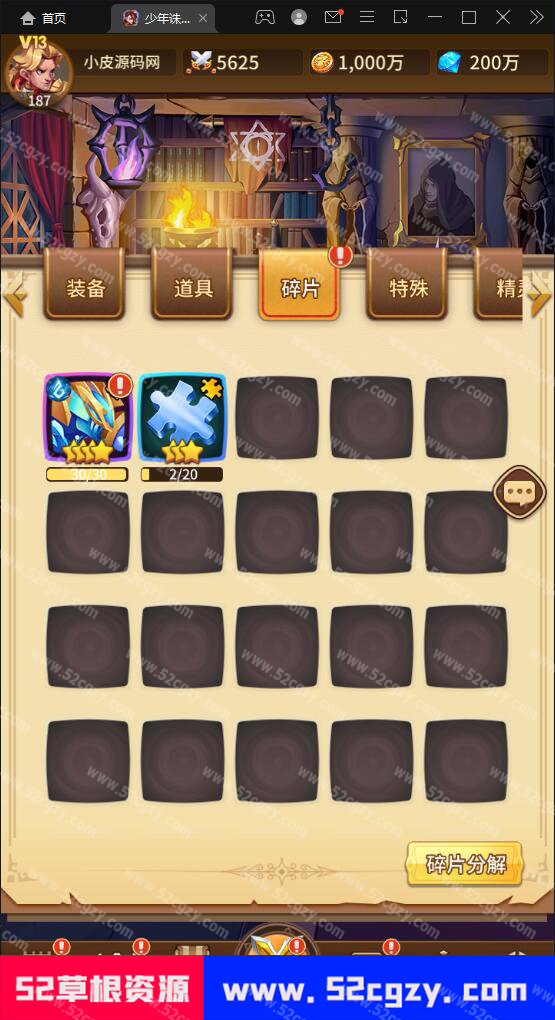 首页
少年诛...
V13
187
小皮源码网
5625
1,000万
200万
装备
道具
碎片
特殊
30/30
2/20
碎片分解
52草根资源
www.52cgzy.com